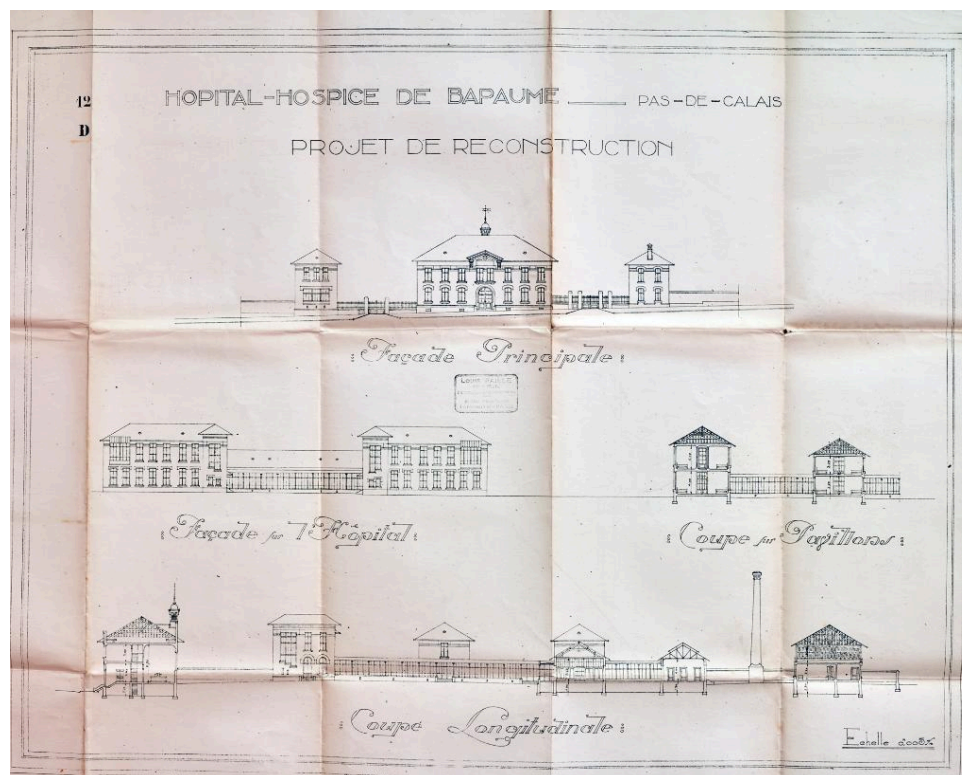 12
D
HOPITAL-HOSPICE DE BAPAUME ___ PAS-DE-CALAIS
PROJET DE RECONSTRUCTION
: Façade Principale :
: Façade sur l'Hôpital :
: Coupe sur Pavillons :
: Coupe Longitudinale :